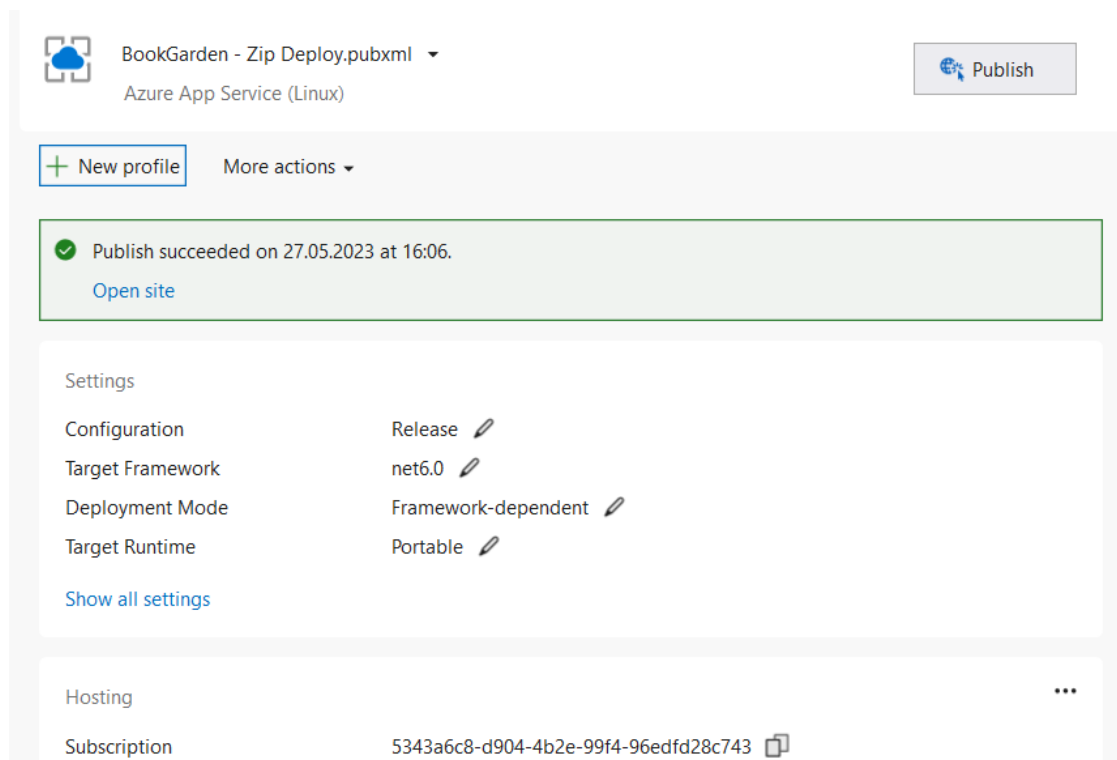 BookGarden - Zip Deploy.pubxml
Publish
Azure App Service (Linux)
New profile
More actions
Publish succeeded on 27.05.2023 at 16:06.
Open site
Settings
Configuration Release
Target Framework net6.0
Deployment Mode Framework-dependent
Target Runtime Portable
Show all settings
Hosting
Subscription 5343a6c8-d904-4b2e-99f4-96edfd28c743